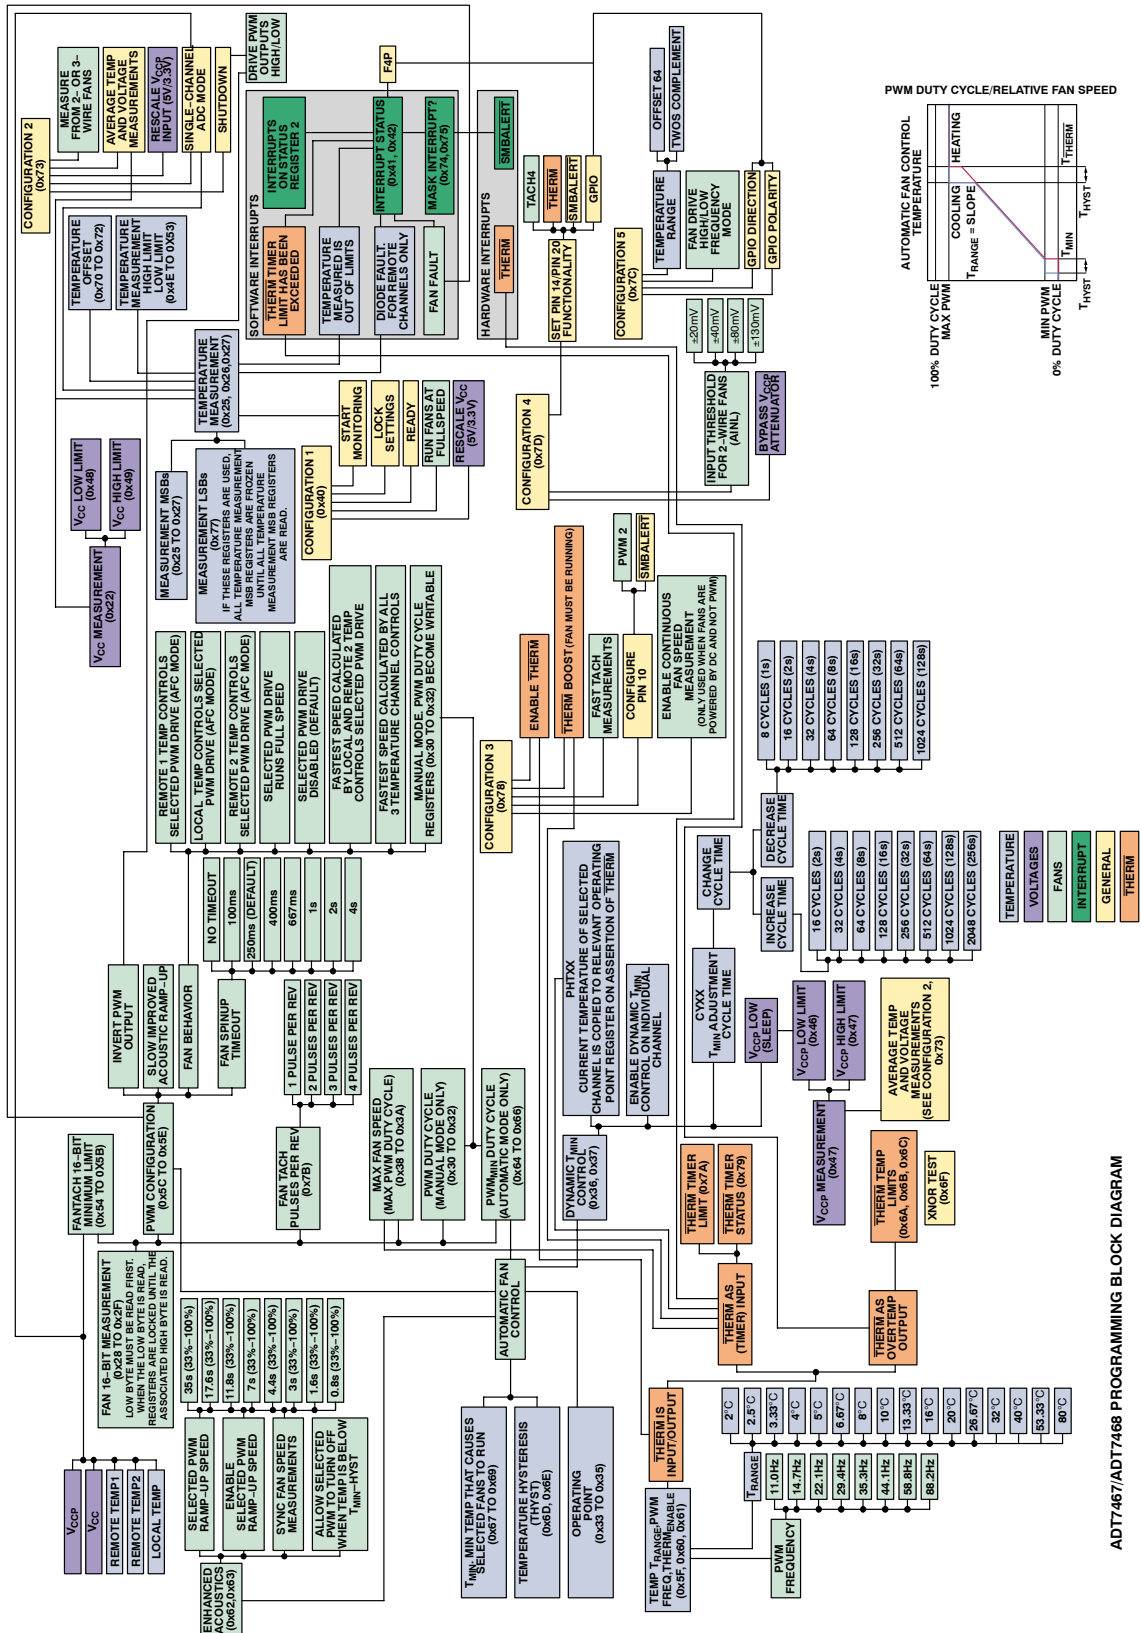 CONFIGURATION 2
(0x73)
MEASURE
FROM 2- OR 3-
WIRE FANS
AVERAGE TEMP
AND VOLTAGE
MEASUREMENTS
RESCALE VCCP
INPUT (5V/3.3V)
SINGLE-CHANNEL
ADC MODE
SHUTDOWN
DRIVE PWM
OUTPUTS
HIGH/LOW
TEMPERATURE
OFFSET
(0x70 TO 0x72)
TEMPERATURE
MEASUREMENT
HIGH LIMIT
LOW LIMIT
(0x4E TO 0x53)
SOFTWARE INTERRUPTS
THERM TIMER
LIMIT HAS BEEN
EXCEEDED
INTERRUPTS
ON STATUS
REGISTER 2
TEMPERATURE
MEASURED IS
OUT OF LIMITS
DIODE FAULT.
FOR REMOTE
CHANNELS ONLY
FAN FAULT
INTERRUPT STATUS
(0x41, 0x42)
F4P
MASK INTERRUPT?
(0x74,0x75)
HARDWARE INTERRUPTS
THERM
SMBALERT
TEMPERATURE
MEASUREMENT
(0x25, 0x26,0x27)
VCC MEASUREMENT
(0x22)
VCC LOW LIMIT
(0x48)
VCC HIGH LIMIT
(0x49)
MEASUREMENT MSBs
(0x25 TO 0x27)
MEASUREMENT LSBs
(0x77)
IF THESE REGISTERS ARE USED,
ALL TEMPERATURE MEASUREMENT
MSB REGISTERS ARE FROZEN
UNTIL ALL TEMPERATURE
MEASUREMENT MSB REGISTERS
ARE READ.
CONFIGURATION 1
(0x40)
START
MONITORING
LOCK
SETTINGS
READY
RUN FANS AT
FULLSPEED
RESCALE VCC
(5V/3.3V)
SET PIN 14/PIN 20
FUNCTIONALITY
TACH4
THERM
SMBALERT
GPIO
CONFIGURATION 5
(0x7C)
TEMPERATURE
RANGE
OFFSET 64
TWOS COMPLEMENT
FAN DRIVE
HIGH/LOW
FREQUENCY
MODE
GPIO DIRECTION
GPIO POLARITY
CONFIGURATION 4
(0x7D)
INPUT THRESHOLD
FOR 2-WIRE FANS
(AINL)
±20mV
±40mV
±80mV
±130mV
BYPASS VCCP
ATTENUATOR
CONFIGURATION 3
(0x78)
ENABLE THERM
THERM BOOST (FAN MUST BE RUNNING)
FAST TACH
MEASUREMENTS
CONFIGURE
PIN 10
PWM 2
SMBALERT
ENABLE CONTINUOUS
FAN SPEED
MEASUREMENT
(ONLY USED WHEN FANS ARE
POWERED BY DC AND NOT PWM)
REMOTE 1 TEMP CONTROLS
SELECTED PWM DRIVE (AFC MODE)
LOCAL TEMP CONTROLS SELECTED
PWM DRIVE (AFC MODE)
REMOTE 2 TEMP CONTROLS
SELECTED PWM DRIVE (AFC MODE)
SELECTED PWM DRIVE
RUNS FULL SPEED
SELECTED PWM DRIVE
DISABLED (DEFAULT)
FASTEST SPEED CALCULATED
BY LOCAL AND REMOTE 2 TEMP
CONTROLS SELECTED PWM DRIVE
FASTEST SPEED CALCULATED BY ALL
3 TEMPERATURE CHANNEL CONTROLS
MANUAL MODE. PWM DUTY CYCLE
REGISTERS (0x30 TO 0x32) BECOME WRITABLE
INVERT PWM
OUTPUT
SLOW IMPROVED
ACOUSTIC RAMP-UP
FAN BEHAVIOR
FAN SPINUP
TIMEOUT
NO TIMEOUT
100ms
250ms (DEFAULT)
400ms
667ms
1s
2s
4s
FANTACH 16-BIT
MINIMUM LIMIT
(0x54 TO 0x5B)
PWM CONFIGURATION
(0x5C TO 0x5E)
FAN TACH
PULSES PER REV
(0x7B)
1 PULSE PER REV
2 PULSES PER REV
3 PULSES PER REV
4 PULSES PER REV
MAX FAN SPEED
(MAX PWM DUTY CYCLE)
(0x38 TO 0x3A)
PWM DUTY CYCLE
(MANUAL MODE ONLY)
(0x30 TO 0x32)
PWMMIN DUTY CYCLE
(AUTOMATIC MODE ONLY)
(0x64 TO 0x66)
FAN 16-BIT MEASUREMENT
(0x28 TO 0x2F)
LOW BYTE MUST BE READ FIRST.
WHEN THE LOW BYTE IS READ,
REGISTERS ARE LOCKED UNTIL THE
ASSOCIATED HIGH BYTE IS READ.
VCCP
VCC
REMOTE TEMP1
REMOTE TEMP2
LOCAL TEMP
ENHANCED
ACOUSTICS
(0x62,0x63)
SELECTED PWM
RAMP-UP SPEED
ENABLE
SELECTED PWM
RAMP-UP SPEED
SYNC FAN SPEED
MEASUREMENTS
ALLOW SELECTED
PWM TO TURN OFF
WHEN TEMP IS BELOW
TMIN-HYST
35s (33%-100%)
17.6s (33%-100%)
11.8s (33%-100%)
7s (33%-100%)
4.4s (33%-100%)
3s (33%-100%)
1.6s (33%-100%)
0.8s (33%-100%)
AUTOMATIC FAN
CONTROL
TMIN. MIN TEMP THAT CAUSES
SELECTED FANS TO RUN
(0x67 TO 0x69)
TEMPERATURE HYSTERESIS
(THYST)
(0x6D, 0x6E)
OPERATING
POINT
(0x33 TO 0x35)
DYNAMIC TMIN
CONTROL
(0x36, 0x37)
PHTXX
CURRENT TEMPERATURE OF SELECTED
CHANNEL IS COPIED TO RELEVANT OPERATING
POINT REGISTER ON ASSERTION OF THERM
ENABLE DYNAMIC TMIN
CONTROL ON INDIVIDUAL
CHANNEL
CYXX
TMIN ADJUSTMENT
CYCLE TIME
CHANGE
CYCLE TIME
INCREASE
CYCLE TIME
DECREASE
CYCLE TIME
8 CYCLES (1s)
16 CYCLES (2s)
32 CYCLES (4s)
64 CYCLES (8s)
128 CYCLES (16s)
256 CYCLES (32s)
512 CYCLES (64s)
1024 CYCLES (128s)
16 CYCLES (2s)
32 CYCLES (4s)
64 CYCLES (8s)
128 CYCLES (16s)
256 CYCLES (32s)
512 CYCLES (64s)
1024 CYCLES (128s)
2048 CYCLES (256s)
VCCP LOW
(SLEEP)
VCCP MEASUREMENT
(0x47)
VCCP LOW LIMIT
(0x46)
VCCP HIGH LIMIT
(0x47)
AVERAGE TEMP
AND VOLTAGE
MEASUREMENTS
(SEE CONFIGURATION 2,
0x73)
THERM TIMER
LIMIT (0x7A)
THERM TIMER
STATUS (0x79)
THERM AS
(TIMER) INPUT
THERM AS
OVERTEMP
OUTPUT
THERM TEMP
LIMITS
(0x6A, 0x6B, 0x6C)
XNOR TEST
(0x6F)
THERM IS
INPUT/OUTPUT
TEMP TRANGE,PWM
FREQ,THERMENABLE
(0x5F, 0x60, 0x61)
TRANGE
2°C
2.5°C
3.33°C
4°C
5°C
6.67°C
8°C
10°C
13.33°C
16°C
20°C
26.67°C
32°C
40°C
53.33°C
80°C
PWM
FREQUENCY
11.0Hz
14.7Hz
22.1Hz
29.4Hz
35.3Hz
44.1Hz
58.8Hz
88.2Hz
TEMPERATURE
VOLTAGES
FANS
INTERRUPT
GENERAL
THERM
PWM DUTY CYCLE/RELATIVE FAN SPEED
AUTOMATIC FAN CONTROL
TEMPERATURE
100% DUTY CYCLE
MAX PWM
MIN PWM
0% DUTY CYCLE
COOLING
HEATING
TRANGE = SLOPE
TMIN
THYST
TTHERM
THYST
ADT7467/ADT7468 PROGRAMMING BLOCK DIAGRAM